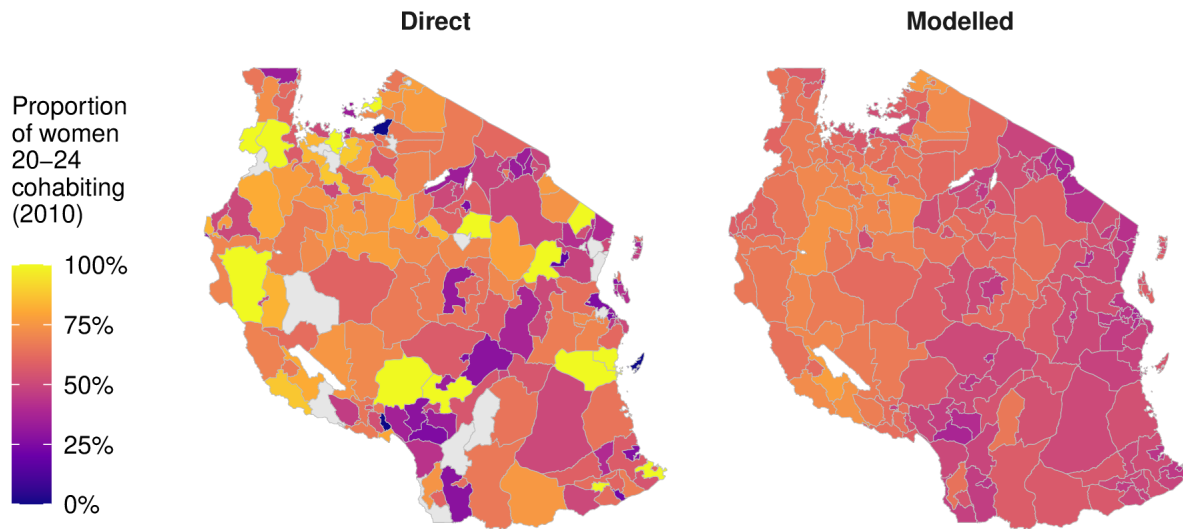 Direct
Modelled
Proportion
of women
20−24
cohabiting
(2010)
100%
75%
50%
25%
0%